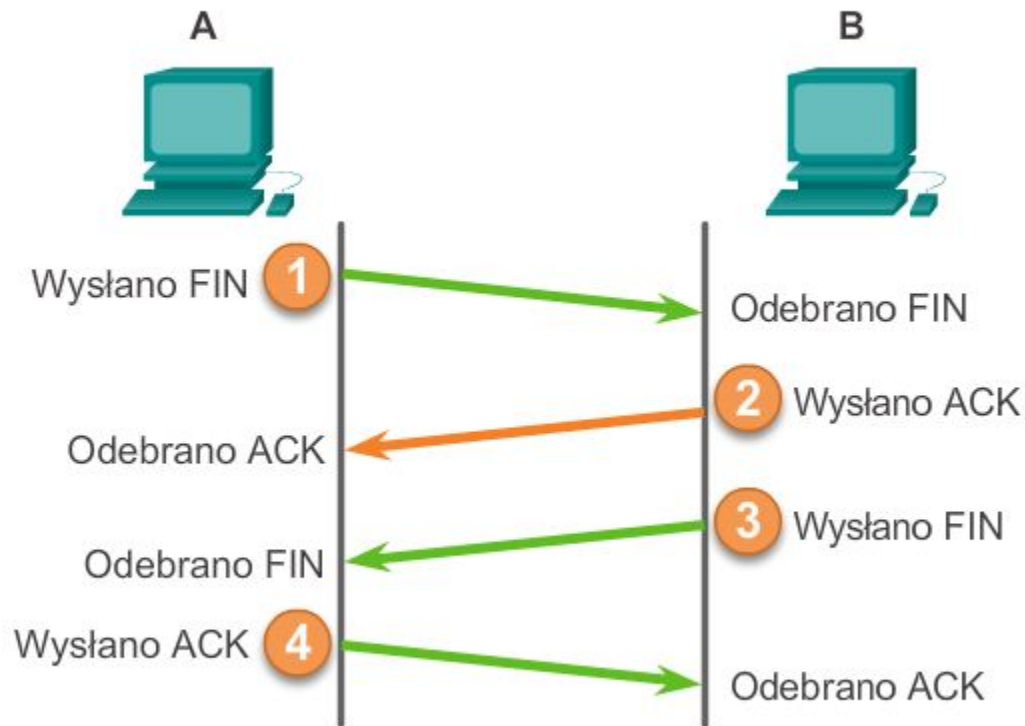 A
B
Wysłano FIN 1
Odebrano FIN
2 Wysłano ACK
Odebrano ACK
3 Wysłano FIN
Odebrano FIN
Wysłano ACK 4
Odebrano ACK